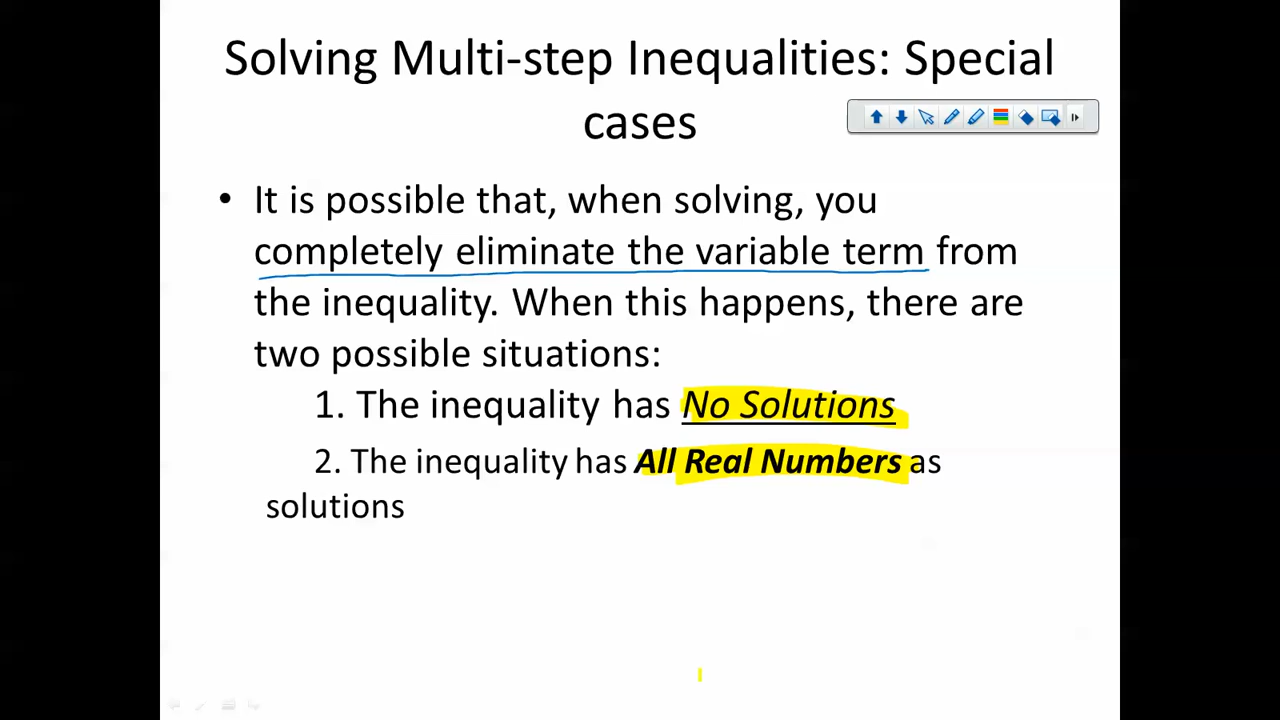 Solving Multi-step Inequalities: Special
cases
• It is possible that, when solving, you
completely eliminate the variable term from
the inequality. When this happens, there are
two possible situations:
1. The inequality has No Solutions
2. The inequality has All Real Numbers as
solutions